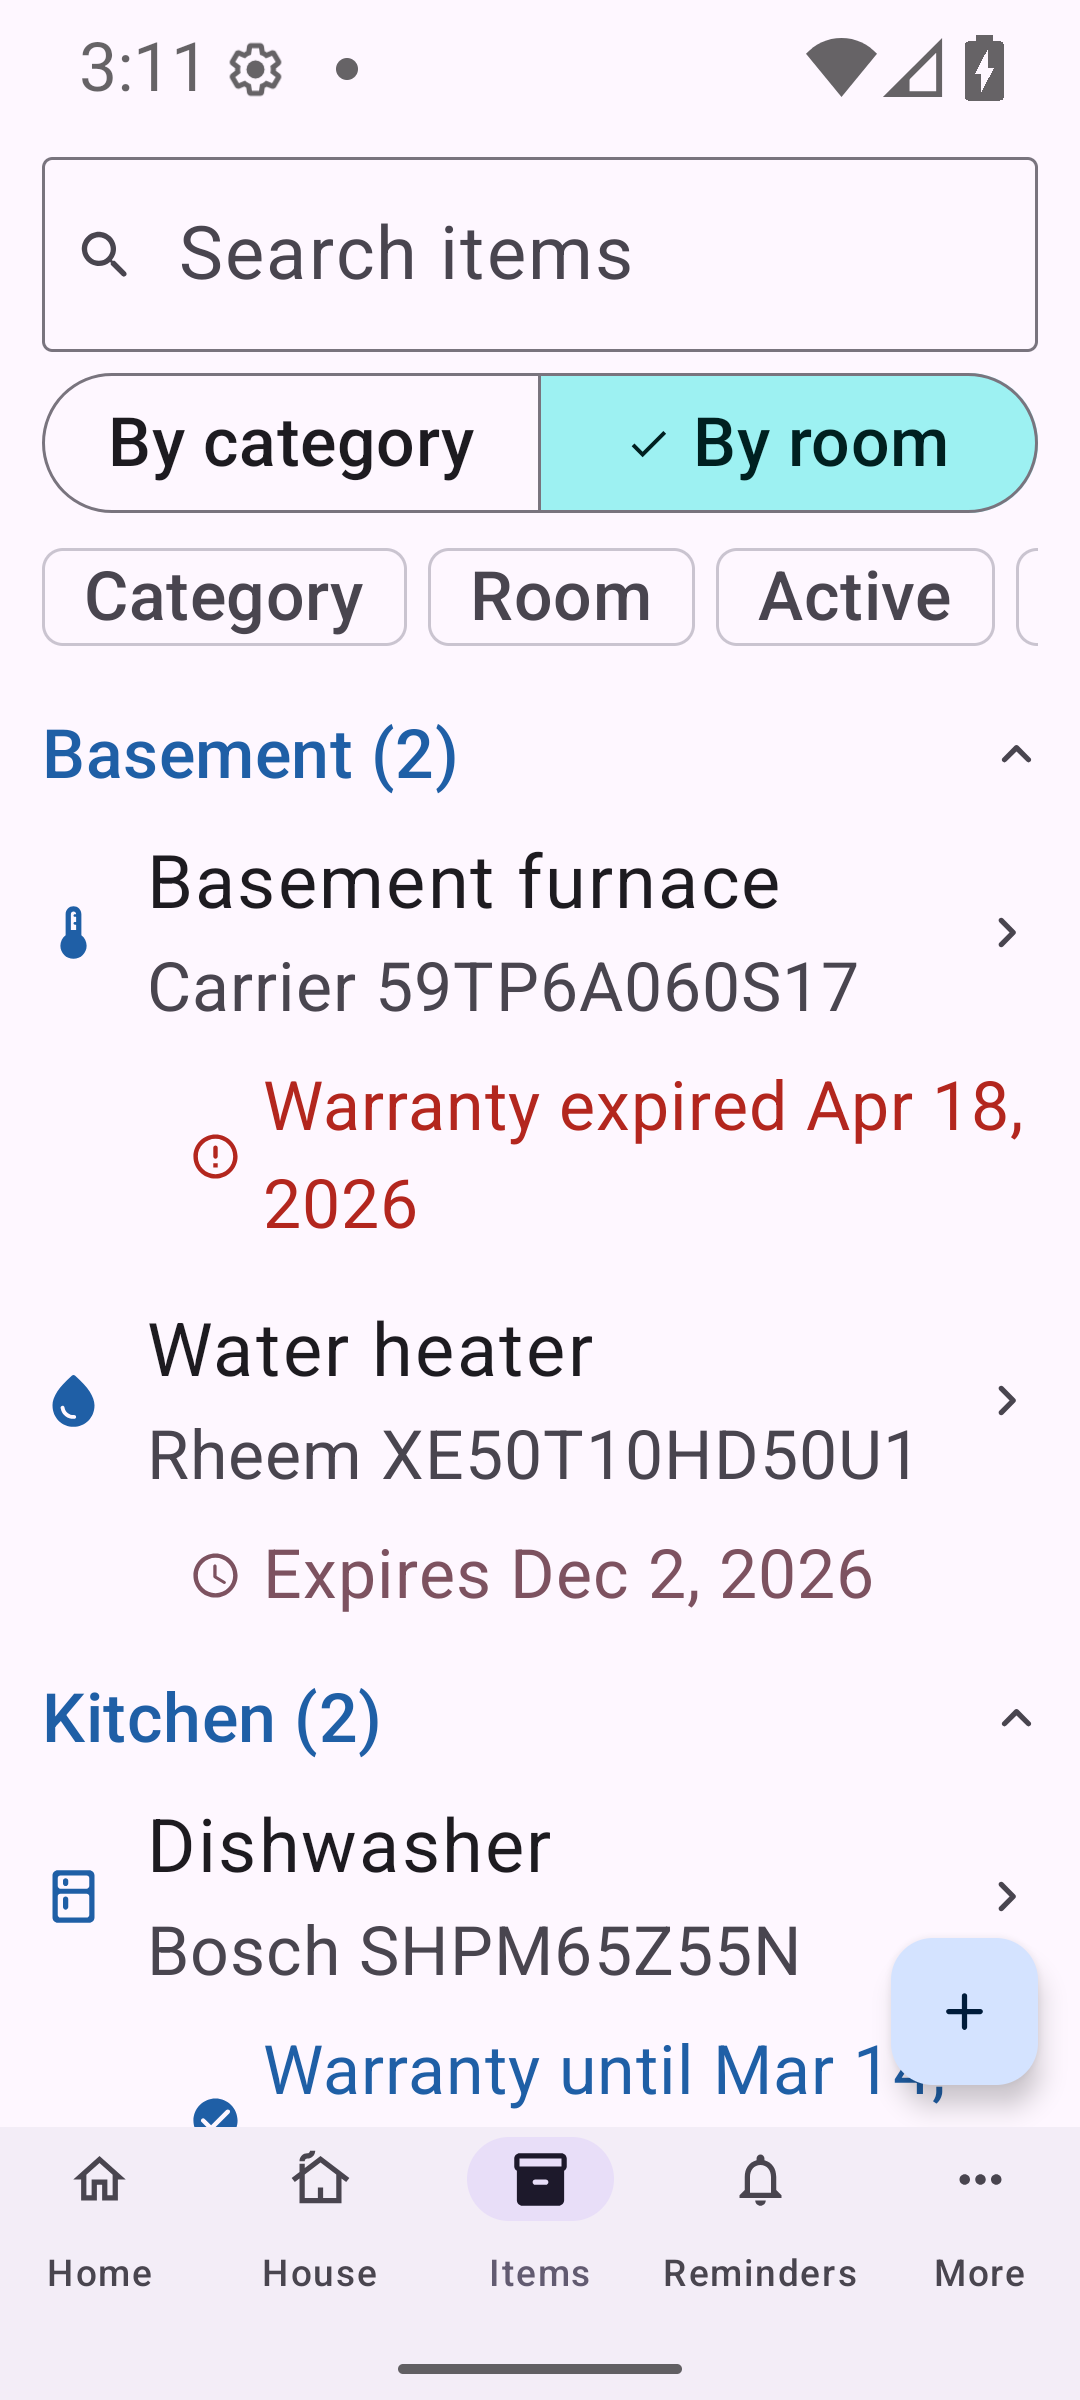 3:11
Search items
By category
By room
Category
Room
Active
Basement (2)
Basement furnace
Carrier 59TP6A060S17
Warranty expired Apr 18,
2026
Water heater
Rheem XE50T10HD50U1
Expires Dec 2, 2026
Kitchen (2)
Dishwasher
Bosch SHPM65Z55N
Warranty until Mar 14,
Home
House
Items
Reminders
More